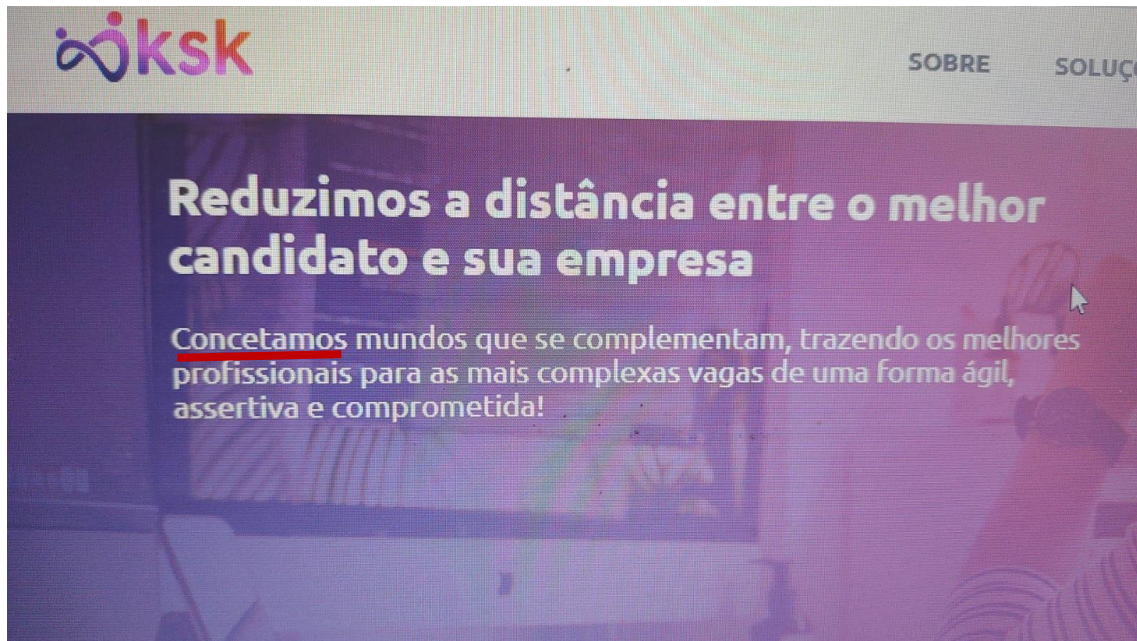 ksk
SOBRE SOLUÇ
Reduzimos a distância entre o melhor
candidato e sua empresa
Concetamos mundos que se complementam, trazendo os melhores
profissionais para as mais complexas vagas de uma forma ágil,
assertiva e comprometida!